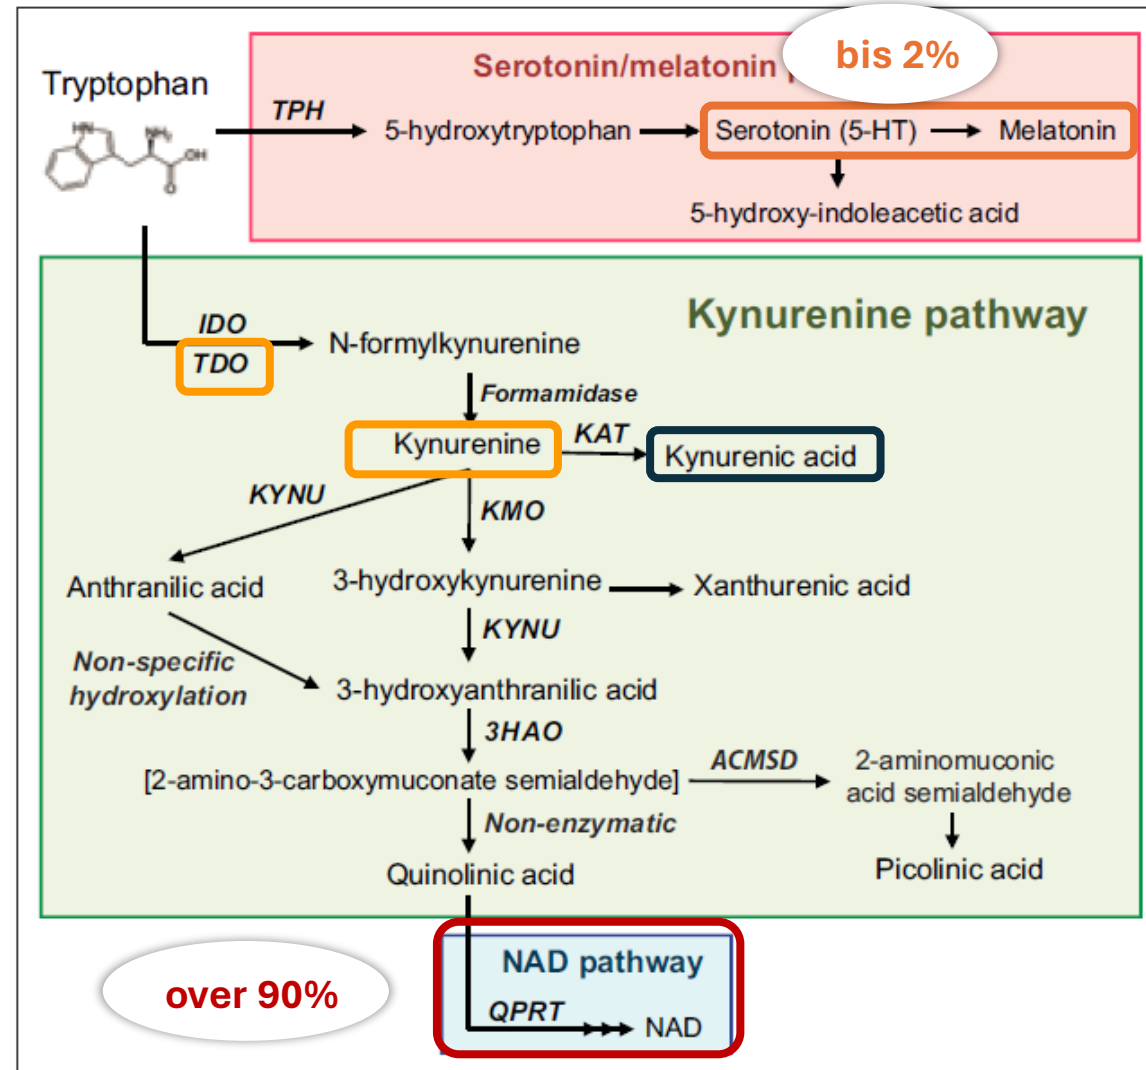 bis 2%
Serotonin/melatonin
Tryptophan
HN
NH₂
OH
O
TPH
5-hydroxytryptophan
Serotonin (5-HT)
Melatonin
5-hydroxy-indoleacetic acid
Kynurenine pathway
IDO
TDO
N-formylkynurenine
Formamidase
Kynurenine
KAT
Kynurenic acid
KYNU
KMO
Anthranilic acid
3-hydroxykynurenine
Xanthurenic acid
KYNU
Non-specific
hydroxylation
3-hydroxyanthranilic acid
3HAO
[2-amino-3-carboxymuconate semialdehyde]
ACMSD
2-aminomuconic
acid semialdehyde
Non-enzymatic
Quinolinic acid
Picolinic acid
over 90%
NAD pathway
QPRT
NAD